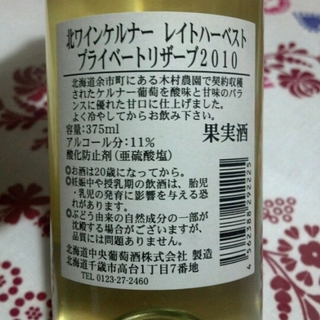 北ワインケルナー レイトハーベスト
プライベートリザーブ2010
北海道余市町にある木村農園で契約収穫
されたケルナー葡萄を酸味と甘味のバラ
ンスに優れた甘口に仕上げました。
よく冷やしてからお飲み下さい。
容量:375ml
果実酒
アルコール分:11%
酸化防止剤(亜硫酸塩)
●お酒は20歳になってから。
●妊娠中や授乳期の飲酒は、胎児
・乳児の発育に影響を与える恐
れがあります。
●ぶどう由来の自然成分の一部が
沈殿する場合がございますが、
品質には問題ありません。
北海道中央葡萄酒株式会社 製造
北海道千歳市高台1丁目7番地
TEL 0123-27-2460
4562388292225